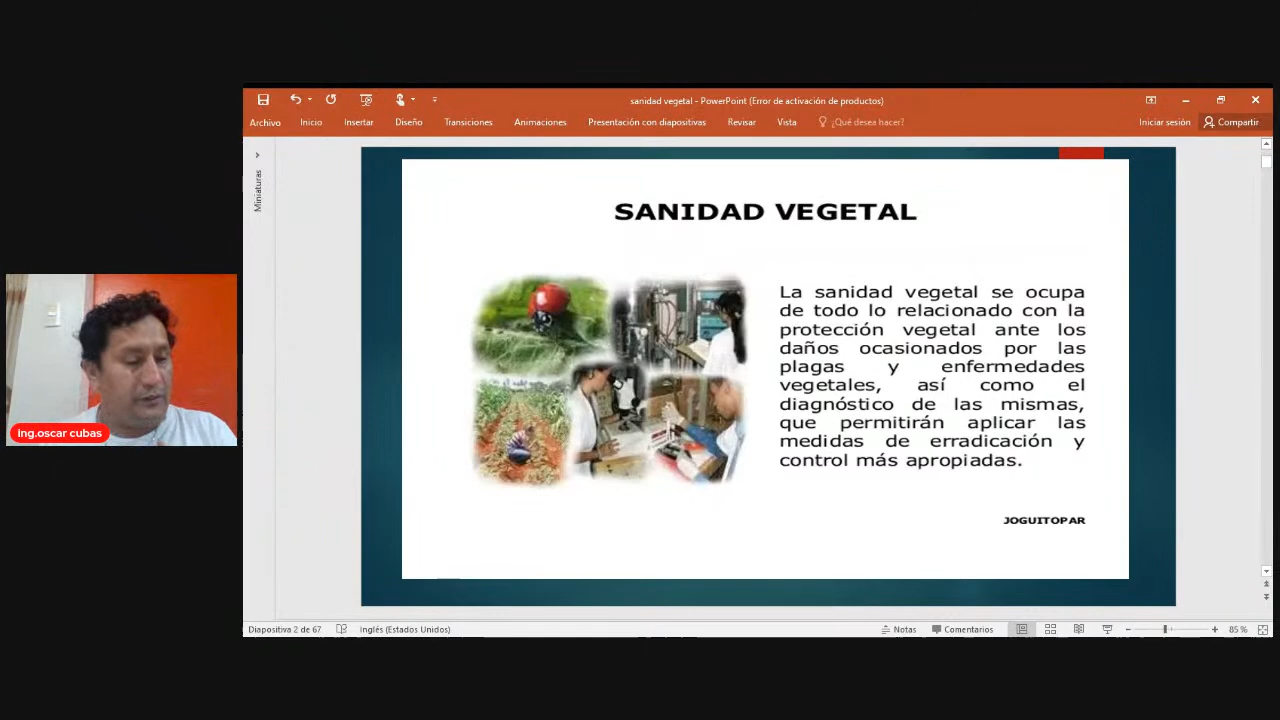 sanidad vegetal - PowerPoint (Error de activación de productos)
Archivo Inicio Insertar Diseño Transiciones Animaciones Presentación con diapositivas Revisar Vista ¿Qué desea hacer? Iniciar sesión Compartir
Miniaturas
SANIDAD VEGETAL
La sanidad vegetal se ocupa
de todo lo relacionado con la
protección vegetal ante los
daños ocasionados por las
plagas y enfermedades
vegetales, así como el
diagnóstico de las mismas,
que permitirán aplicar las
medidas de erradicación y
control más apropiadas.
JOGUITOPAR
ing.oscar cubas
Diapositiva 2 de 67 Inglés (Estados Unidos) Notas Comentarios 85 %